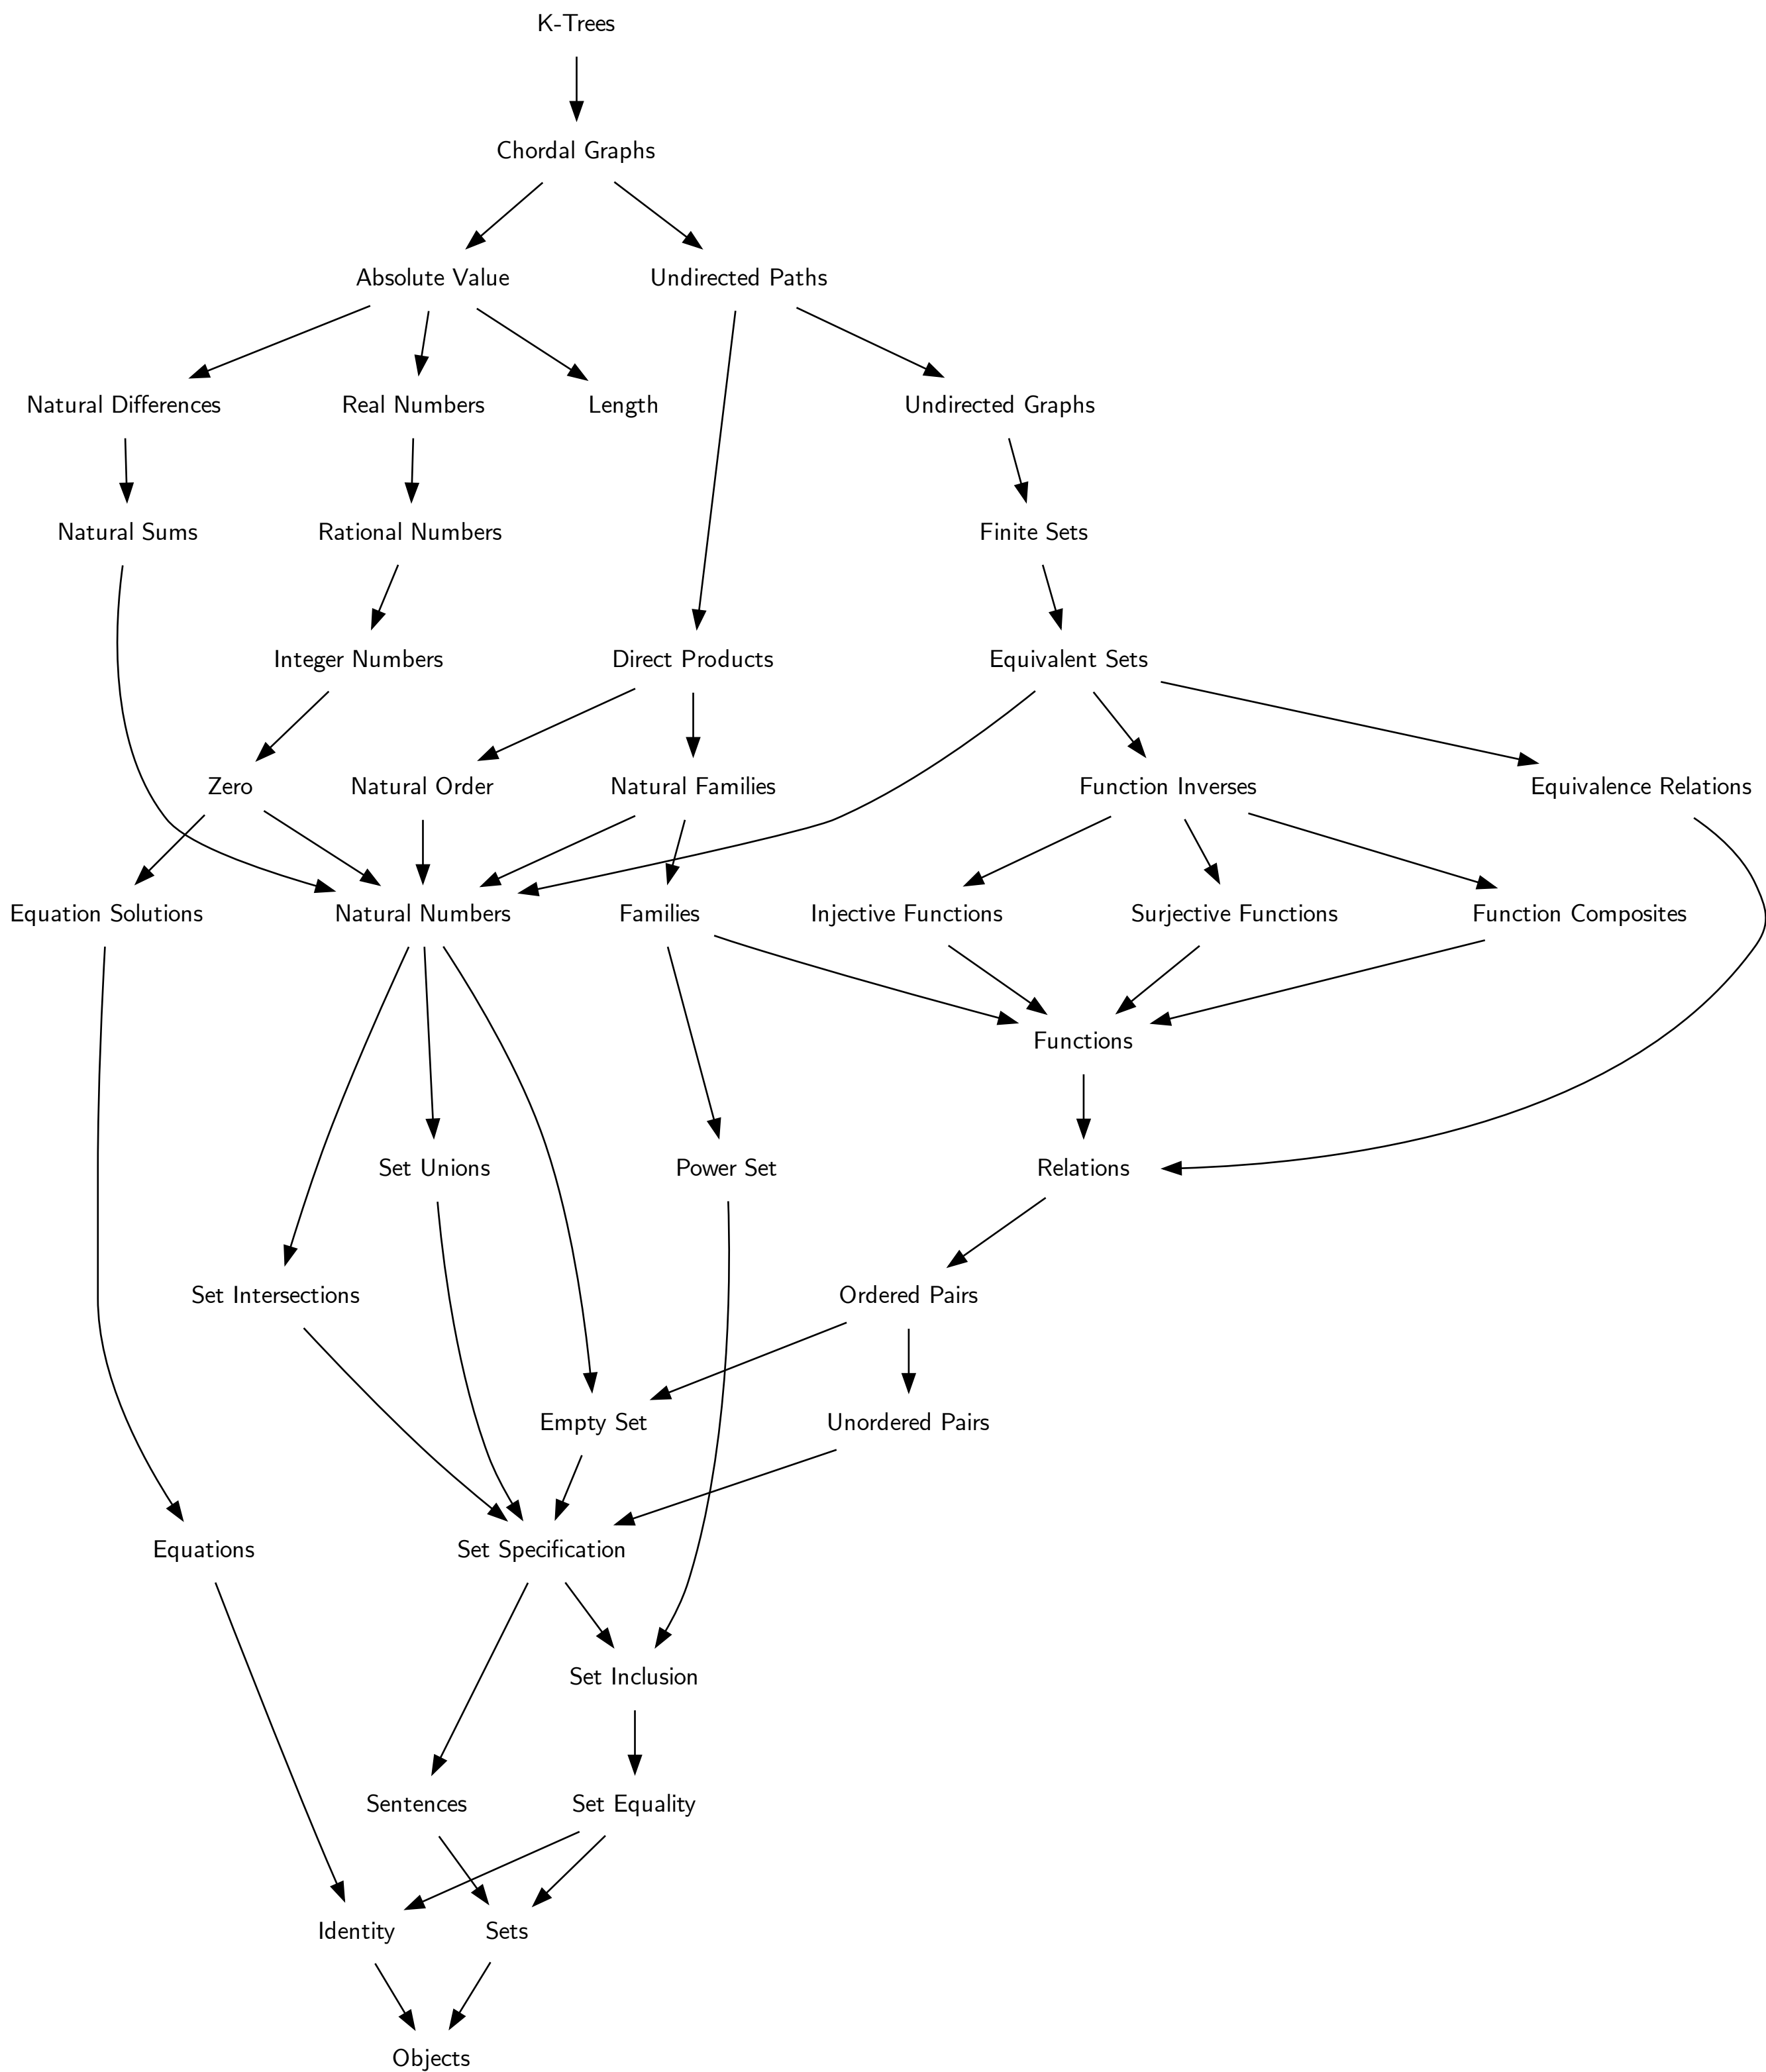 K-Trees
Chordal Graphs
Absolute Value
Undirected Paths
Natural Differences
Real Numbers
Length
Undirected Graphs
Natural Sums
Rational Numbers
Finite Sets
Integer Numbers
Direct Products
Equivalent Sets
Zero
Natural Order
Natural Families
Function Inverses
Equivalence Relations
Equation Solutions
Natural Numbers
Families
Injective Functions
Surjective Functions
Function Composites
Functions
Set Unions
Power Set
Relations
Set Intersections
Ordered Pairs
Empty Set
Unordered Pairs
Equations
Set Specification
Set Inclusion
Sentences
Set Equality
Identity
Sets
Objects